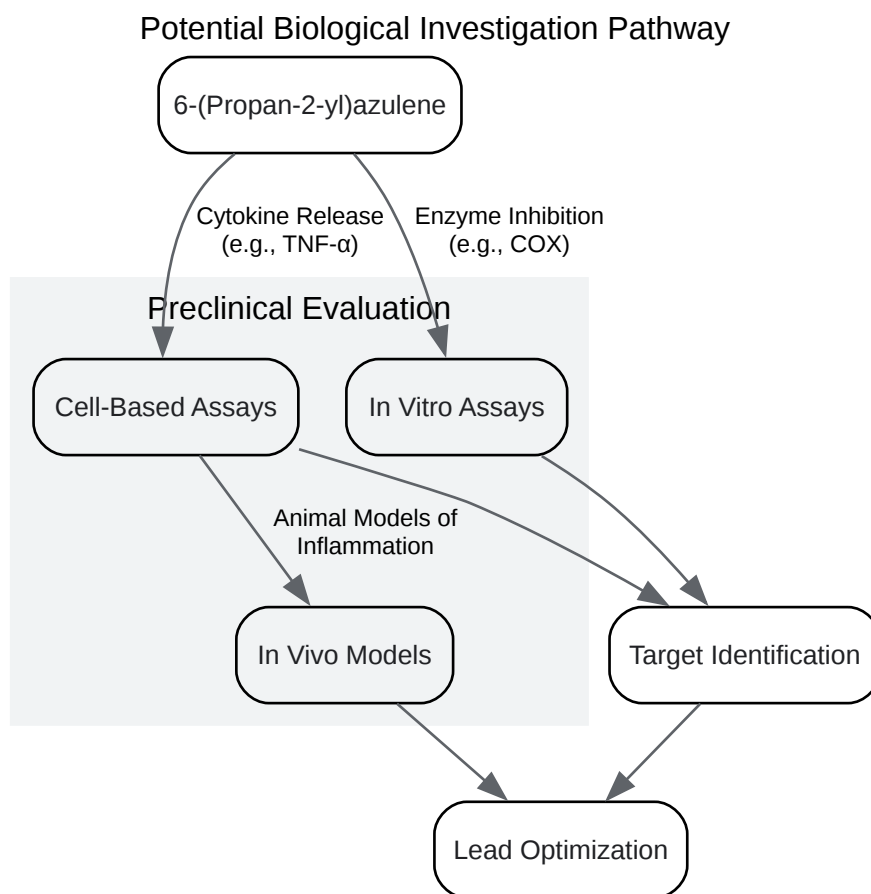 Potential Biological Investigation Pathway
6-(Propan-2-yl)azulene
Cytokine Release
(e.g., TNF-α)
Enzyme Inhibition
(e.g., COX)
Preclinical Evaluation
Cell-Based Assays
In Vitro Assays
Animal Models of
Inflammation
In Vivo Models
Target Identification
Lead Optimization